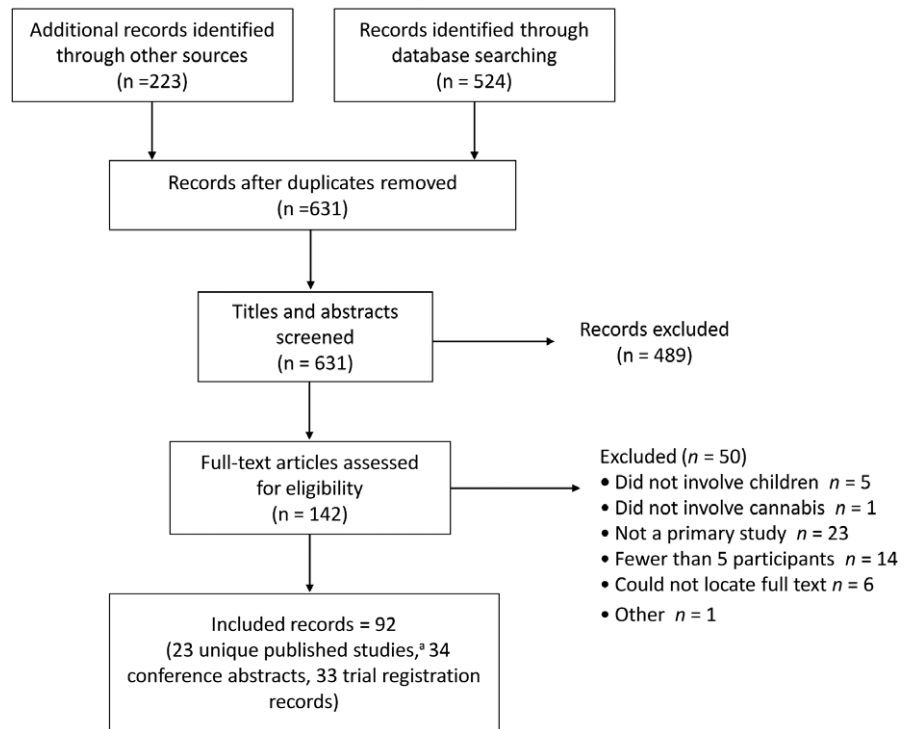 Additional records identified
through other sources
(n =223)
Records identified through
database searching
(n = 524)
Records after duplicates removed
(n =631)
Titles and abstracts
screened
(n = 631)
Records excluded
(n = 489)
Full-text articles assessed
for eligibility
(n = 142)
Excluded (n = 50)
• Did not involve children n = 5
• Did not involve cannabis n = 1
• Not a primary study n = 23
• Fewer than 5 participants n = 14
• Could not locate full text n = 6
• Other n = 1
Included records = 92
(23 unique published studies,ª 34
conference abstracts, 33 trial registration
records)